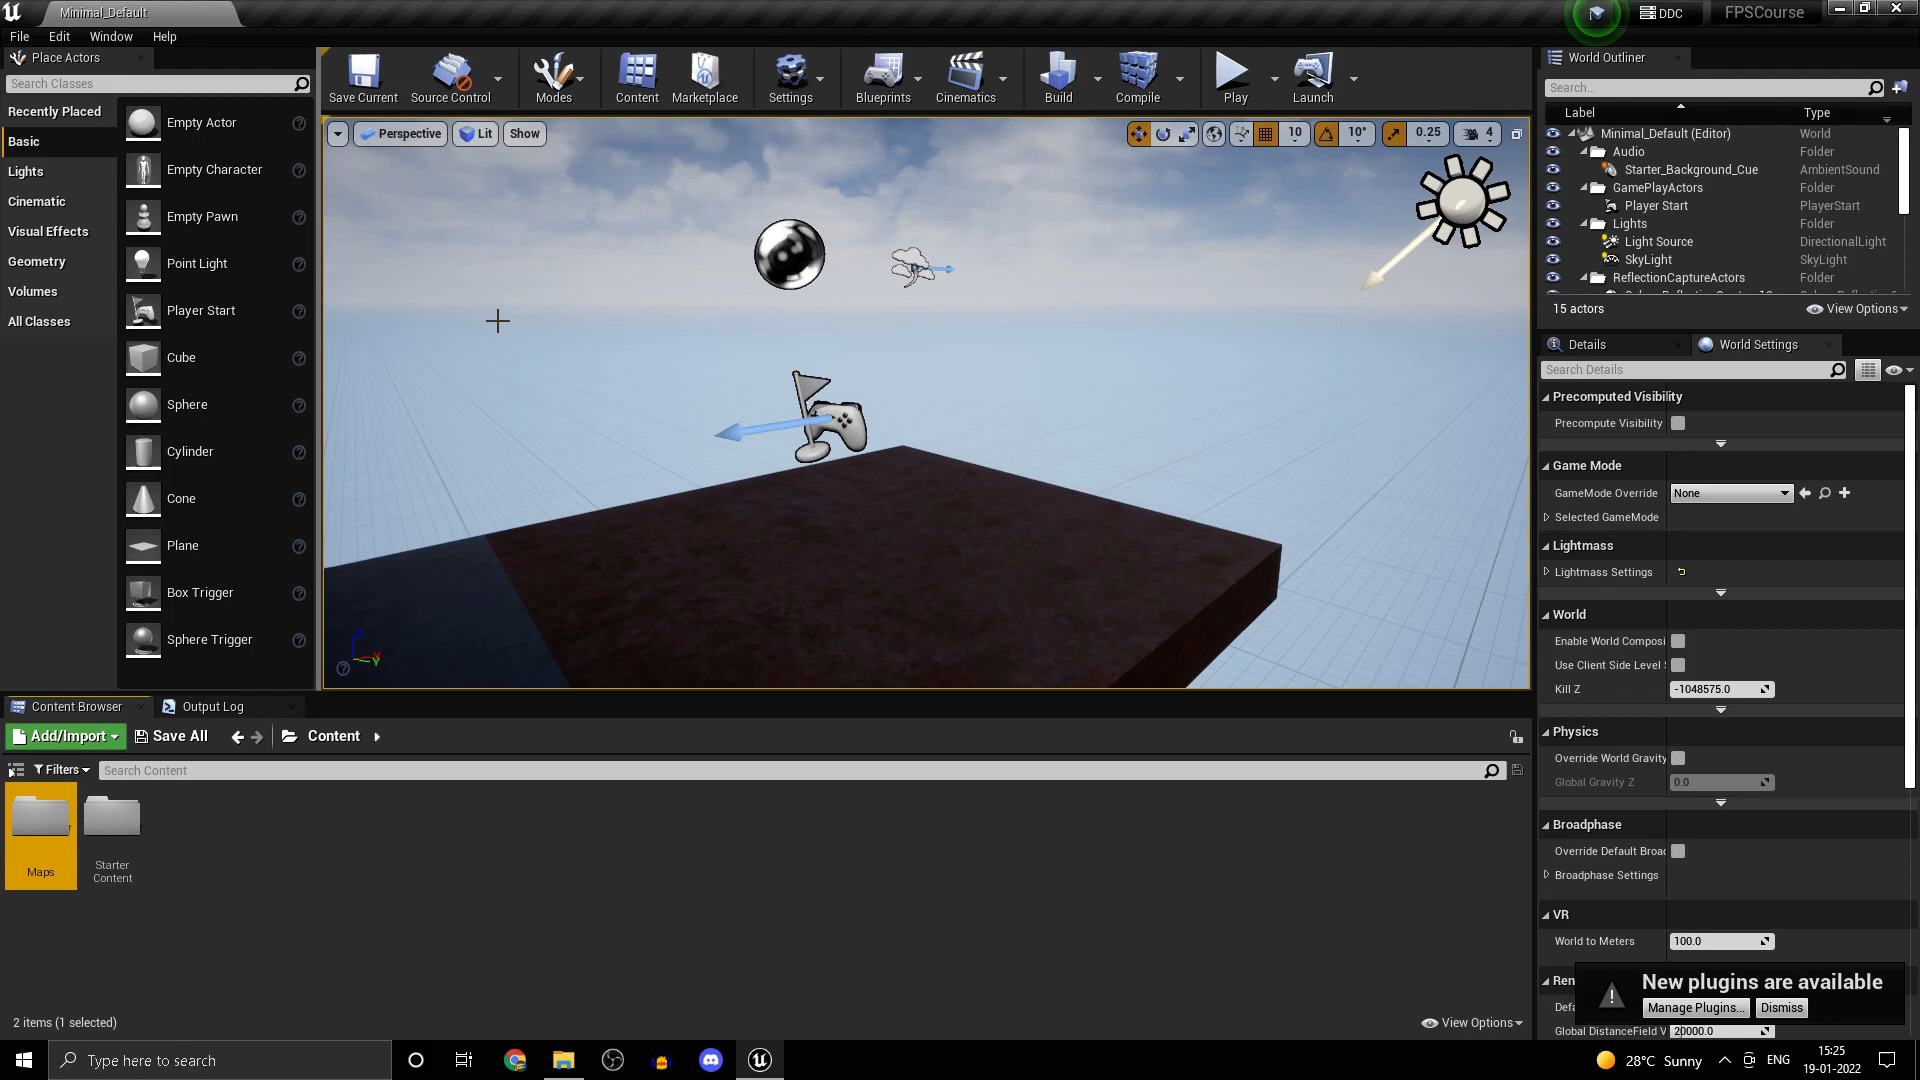 Minimal_Default
DDC
FPSCourse
File Edit Window Help
Place Actors
Search Classes
Recently Placed
Basic
Lights
Cinematic
Visual Effects
Geometry
Volumes
All Classes
Empty Actor
Empty Character
Empty Pawn
Point Light
Player Start
Cube
Sphere
Cylinder
Cone
Plane
Box Trigger
Sphere Trigger
Save Current
Source Control
Modes
Content
Marketplace
Settings
Blueprints
Cinematics
Build
Compile
Play
Launch
Perspective
Lit
Show
10
10°
0.25
4
World Outliner
Search...
Label Type
Minimal_Default (Editor) World
Audio Folder
Starter_Background_Cue AmbientSound
GamePlayActors Folder
Player Start PlayerStart
Lights Folder
Light Source DirectionalLight
SkyLight SkyLight
ReflectionCaptureActors Folder
15 actors
View Options
Details
World Settings
Search Details
Precomputed Visibility
Precompute Visibility
Game Mode
GameMode Override None
Selected GameMode
Lightmass
Lightmass Settings
World
Enable World Composi
Use Client Side Level
Kill Z -1048575.0
Physics
Override World Gravity
Global Gravity Z 0.0
Broadphase
Override Default Broad
Broadphase Settings
VR
World to Meters 100.0
Ren
Defa
Global DistanceField V 20000.0
New plugins are available
Manage Plugins... Dismiss
Content Browser
Output Log
Add/Import
Save All
Content
Filters
Search Content
Maps
Starter
Content
2 items (1 selected)
View Options
Type here to search
28°C Sunny
ENG
15:25
19-01-2022